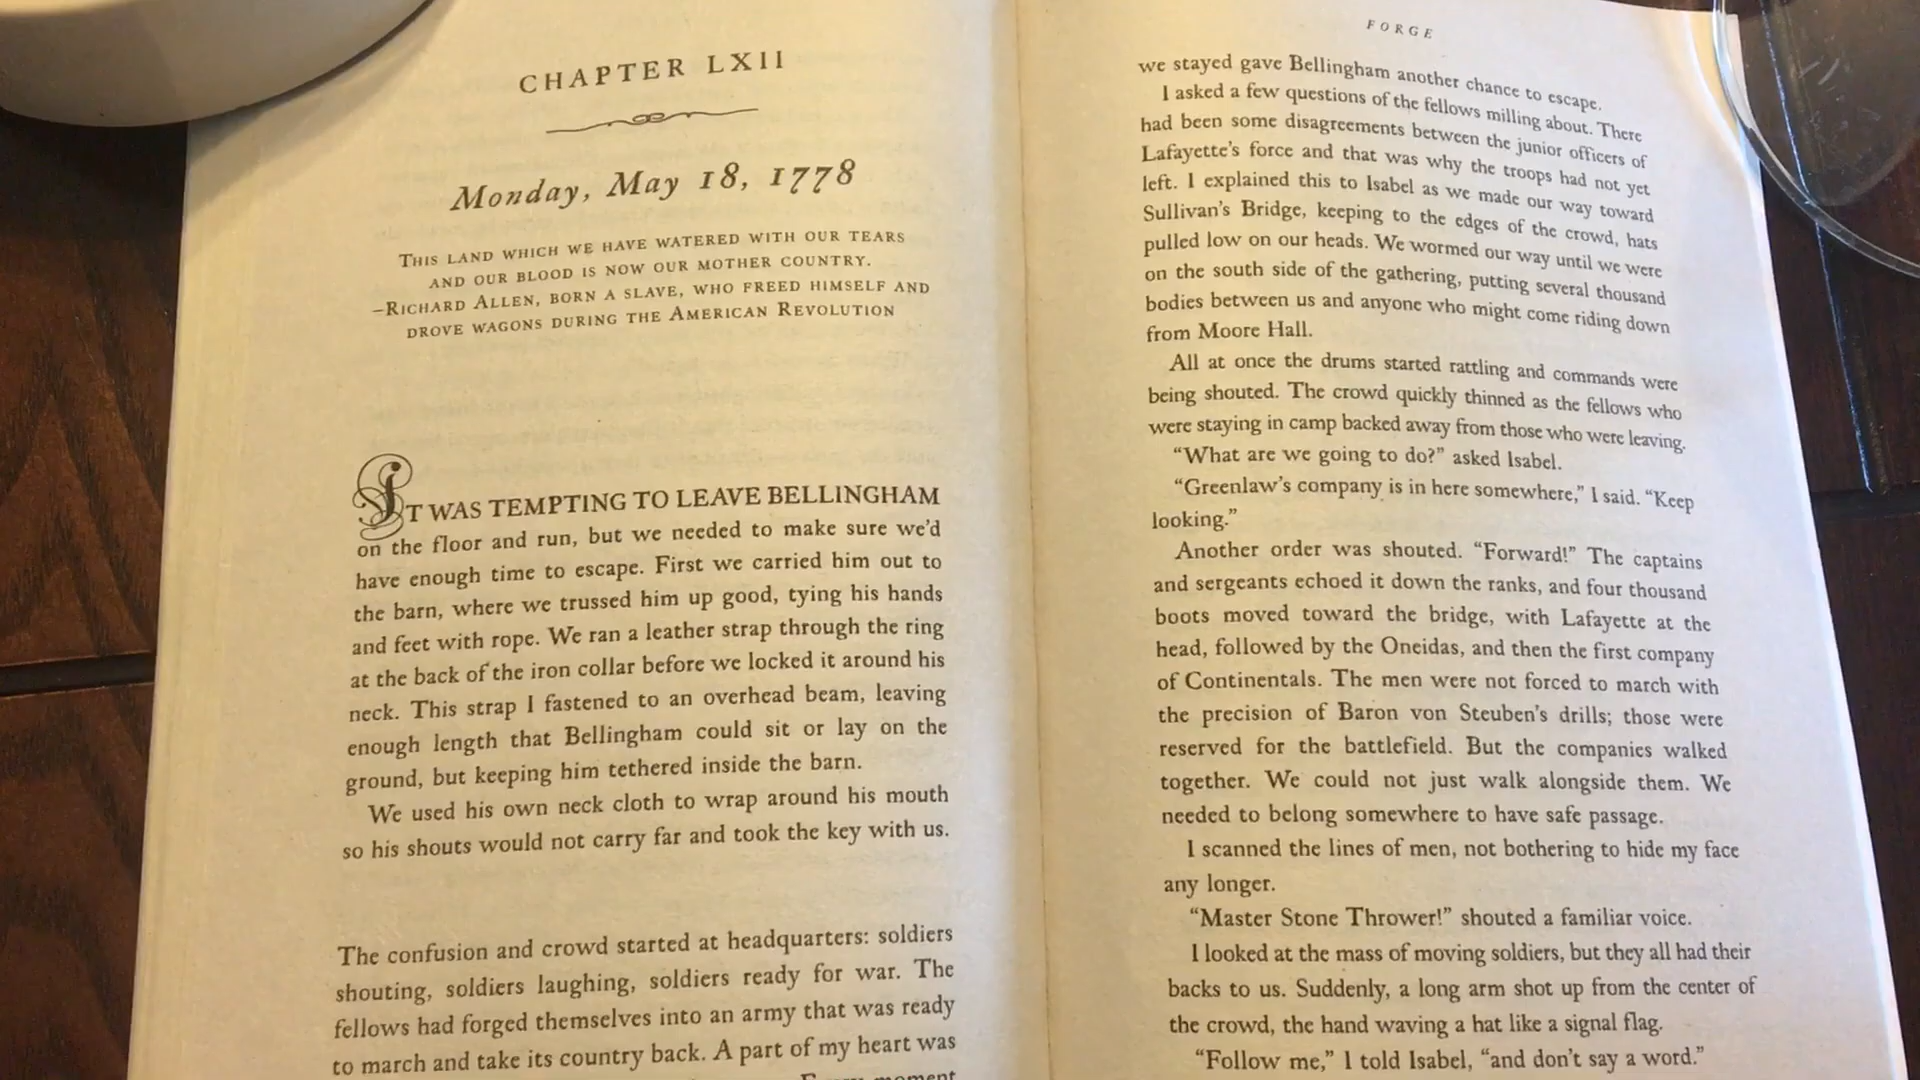 CHAPTER LXII
Monday, May 18, 1778
THIS LAND WHICH WE HAVE WATERED WITH OUR TEARS
AND OUR BLOOD IS NOW OUR MOTHER COUNTRY.
–RICHARD ALLEN, BORN A SLAVE, WHO FREED HIMSELF AND
DROVE WAGONS DURING THE AMERICAN REVOLUTION
IT WAS TEMPTING TO LEAVE BELLINGHAM
on the floor and run, but we needed to make sure we'd
have enough time to escape. First we carried him out to
the barn, where we trussed him up good, tying his hands
and feet with rope. We ran a leather strap through the ring
at the back of the iron collar before we locked it around his
neck. This strap I fastened to an overhead beam, leaving
enough length that Bellingham could sit or lay on the
ground, but keeping him tethered inside the barn.
We used his own neck cloth to wrap around his mouth
so his shouts would not carry far and took the key with us.
The confusion and crowd started at headquarters: soldiers
shouting, soldiers laughing, soldiers ready for war. The
fellows had forged themselves into an army that was ready
to march and take its country back. A part of my heart was
moment
FORGE
we stayed gave Bellingham another chance to escape.
I asked a few questions of the fellows milling about. There
had been some disagreements between the junior officers of
Lafayette's force and that was why the troops had not yet
left. I explained this to Isabel as we made our way toward
Sullivan's Bridge, keeping to the edges of the crowd, hats
pulled low on our heads. We wormed our way until we were
on the south side of the gathering, putting several thousand
bodies between us and anyone who might come riding down
from Moore Hall.
All at once the drums started rattling and commands were
being shouted. The crowd quickly thinned as the fellows who
were staying in camp backed away from those who were leaving.
"What are we going to do?" asked Isabel.
"Greenlaw's company is in here somewhere," I said. "Keep
looking."
Another order was shouted. "Forward!" The captains
and sergeants echoed it down the ranks, and four thousand
boots moved toward the bridge, with Lafayette at the
head, followed by the Oneidas, and then the first company
of Continentals. The men were not forced to march with
the precision of Baron von Steuben's drills; those were
reserved for the battlefield. But the companies walked
together. We could not just walk alongside them. We
needed to belong somewhere to have safe passage.
I scanned the lines of men, not bothering to hide my face
any longer.
"Master Stone Thrower!" shouted a familiar voice.
I looked at the mass of moving soldiers, but they all had their
backs to us. Suddenly, a long arm shot up from the center of
the crowd, the hand waving a hat like a signal flag.
"Follow me," I told Isabel, "and don't say a word."